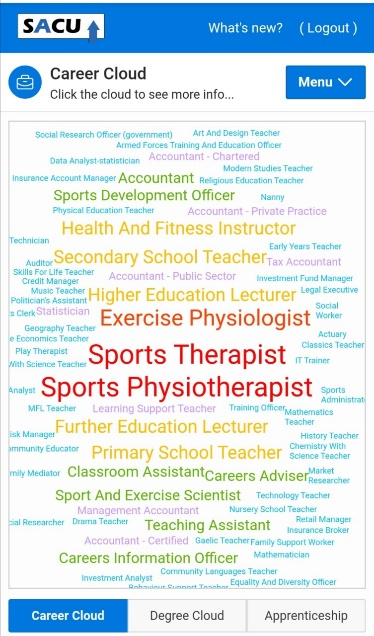 SACU
What's new? ( Logout )
Career Cloud
Click the cloud to see more info...
Menu
Social Research Officer (government) Art And Design Teacher
Armed Forces Training And Education Officer
Data Analyst-statistician Accountant - Chartered
Modern Studies Teacher
Insurance Account Manager Accountant Religious Education Teacher
Sports Development Officer Nanny
Physical Education Teacher Accountant - Private Practice
Health And Fitness Instructor
Technician
Early Years Teacher
Auditor Secondary School Teacher Tax Accountant
Skills For Life Teacher Accountant - Public Sector Investment Fund Manager
Credit Manager
Music Teacher Higher Education Lecturer Legal Executive
Politician's Assistant
s Clerk Statistician Exercise Physiologist Social Worker
Geography Teacher
e Economics Teacher Actuary
Classics Teacher
Play Therapist Sports Therapist IT Trainer
With Science Teacher
Analyst Sports Physiotherapist Sports
Administrat
MFL Teacher Learning Support Teacher Training Officer Mathematics Teacher
Further Education Lecturer
isk Manager History Teacher
mmunity Educator Primary School Teacher Chemistry With Science Teacher
mily Mediator Classroom Assistant Careers Adviser Market Researcher
Sport And Exercise Scientist Technology Teacher
Management Accountant Nursery School Teacher
cial Researcher Drama Teacher Teaching Assistant Retail Manager
Insurance Broker
Accountant - Certified Gaelic Teacher Family Support Worker
Careers Information Officer Mathematician
Community Languages Teacher
Investment Analyst Equality And Diversity Officer
Behaviour Support Teacher
Career Cloud Degree Cloud Apprenticeship